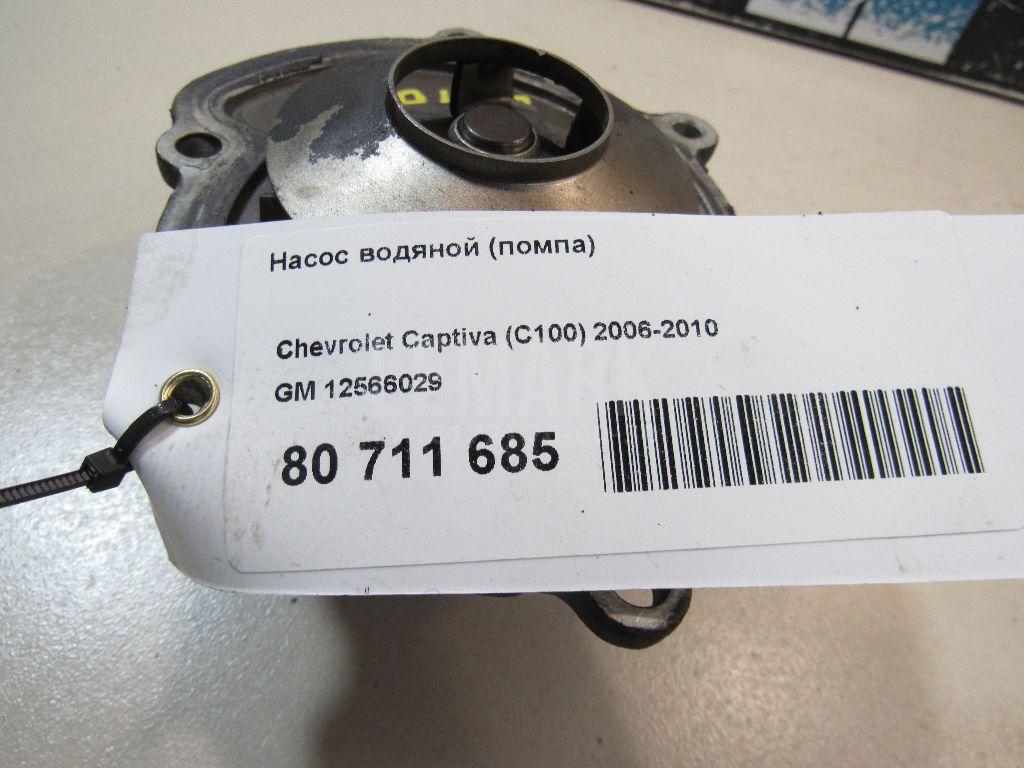 Насос водяной (помпа)
Chevrolet Captiva (C100) 2006-2010
GM 12566029
80 711 685